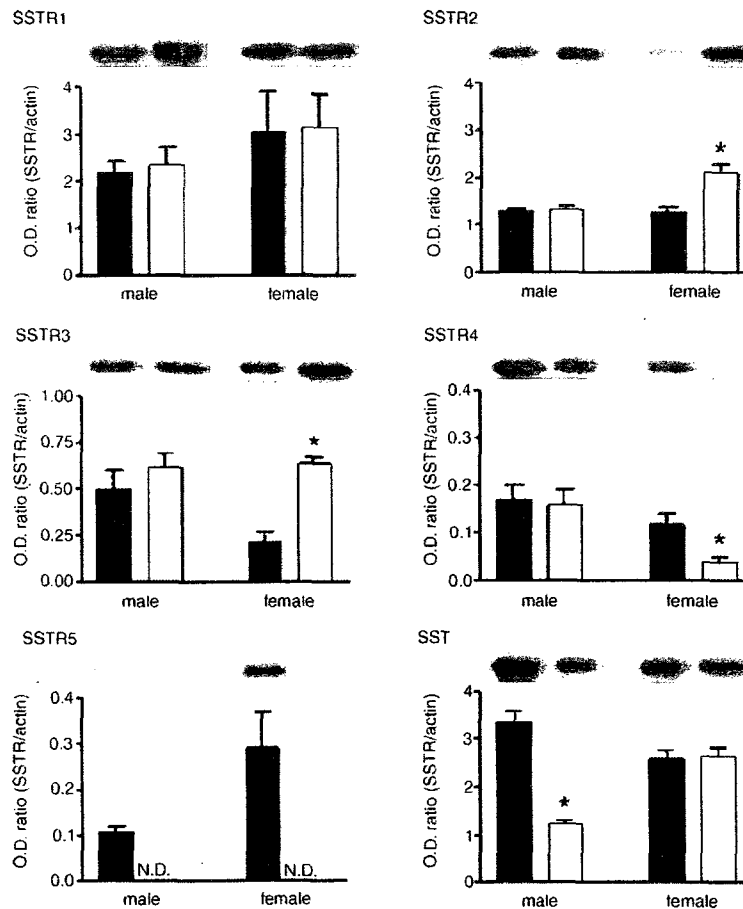 SSTR1
O.D. ratio (SSTR/actin)
4
3
2
1
0
male female
SSTR2
O.D. ratio (SSTR/actin)
4
3
2
1
0
*
male female
SSTR3
O.D. ratio (SSTR/actin)
1.00
0.75
0.50
0.25
0.00
*
male female
SSTR4
O.D. ratio (SSTR/actin)
0.4
0.3
0.2
0.1
0.0
*
male female
SSTR5
O.D. ratio (SSTR/actin)
0.4
0.3
0.1
0.0
N.D. N.D.
male female
SST
O.D. ratio (SSTR/actin)
4
3
2
1
0
*
male female